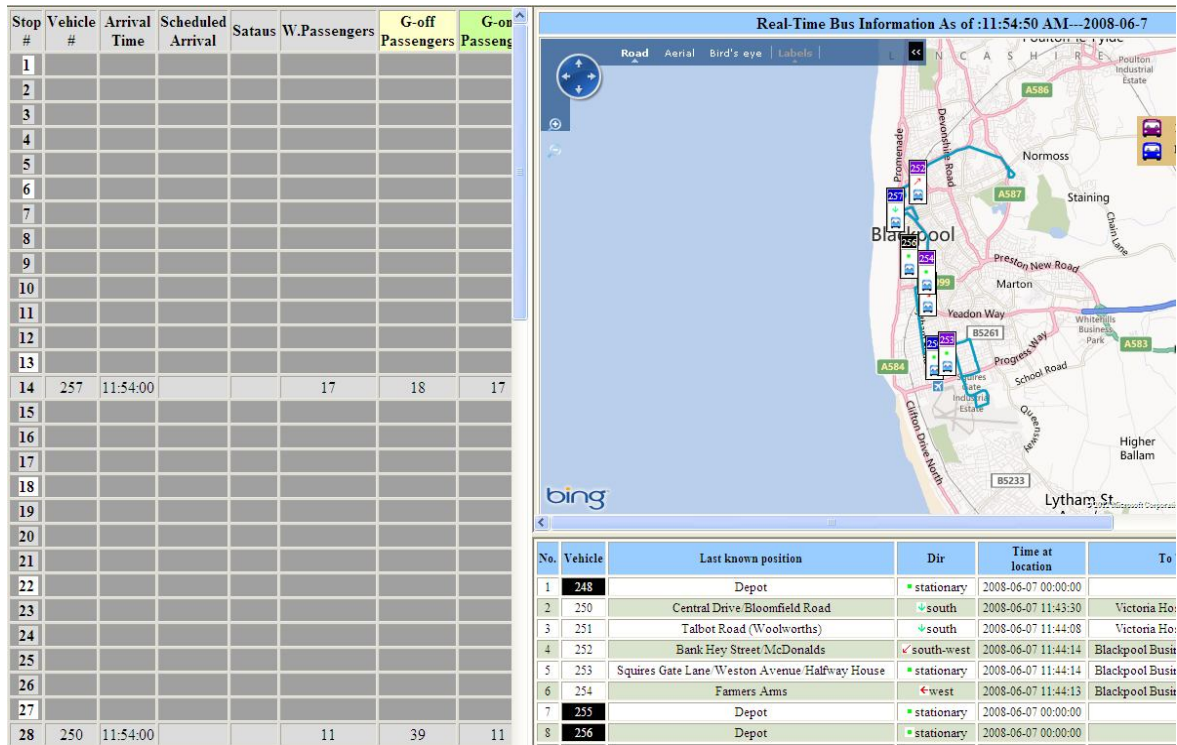 Stop # Vehicle # Arrival Time Scheduled Arrival Sataus W.Passengers G-off Passengers G-on Passeng
1
2
3
4
5
6
7
8
9
10
11
12
13
14 257 11:54:00 17 18 17
15
16
17
18
19
20
21
22
23
24
25
26
27
28 250 11:54:00 11 39 11
Real-Time Bus Information As of :11:54:50 AM---2008-06-7
Road Aerial Bird's eye Labels
<<
L N C A S H I R E
Poulton
Industrial
Estate
A586
Promenade
Devonshire Road
Normoss
252
257
A587
Staining
Chain Lane
Blackpool
256
254
Preston New Road
Marton
Yeadon Way
B5261
Whitehills
Business
Park
A583
253
Progress Way
School Road
A584
Squires
Gate
Industrial
Estate
Queensway
Clifton Drive North
Higher
Ballam
B5233
bing
Lytham St
No. Vehicle Last known position Dir Time at location To
1 248 Depot stationary 2008-06-07 00:00:00
2 250 Central Drive/Bloomfield Road south 2008-06-07 11:43:30 Victoria Hos
3 251 Talbot Road (Woolworths) south 2008-06-07 11:44:08 Victoria Hos
4 252 Bank Hey Street/McDonalds south-west 2008-06-07 11:44:14 Blackpool Busin
5 253 Squires Gate Lane/Weston Avenue/Halfway House stationary 2008-06-07 11:44:14 Blackpool Busin
6 254 Farmers Arms west 2008-06-07 11:44:13 Blackpool Busin
7 255 Depot stationary 2008-06-07 00:00:00
8 256 Depot stationary 2008-06-07 00:00:00